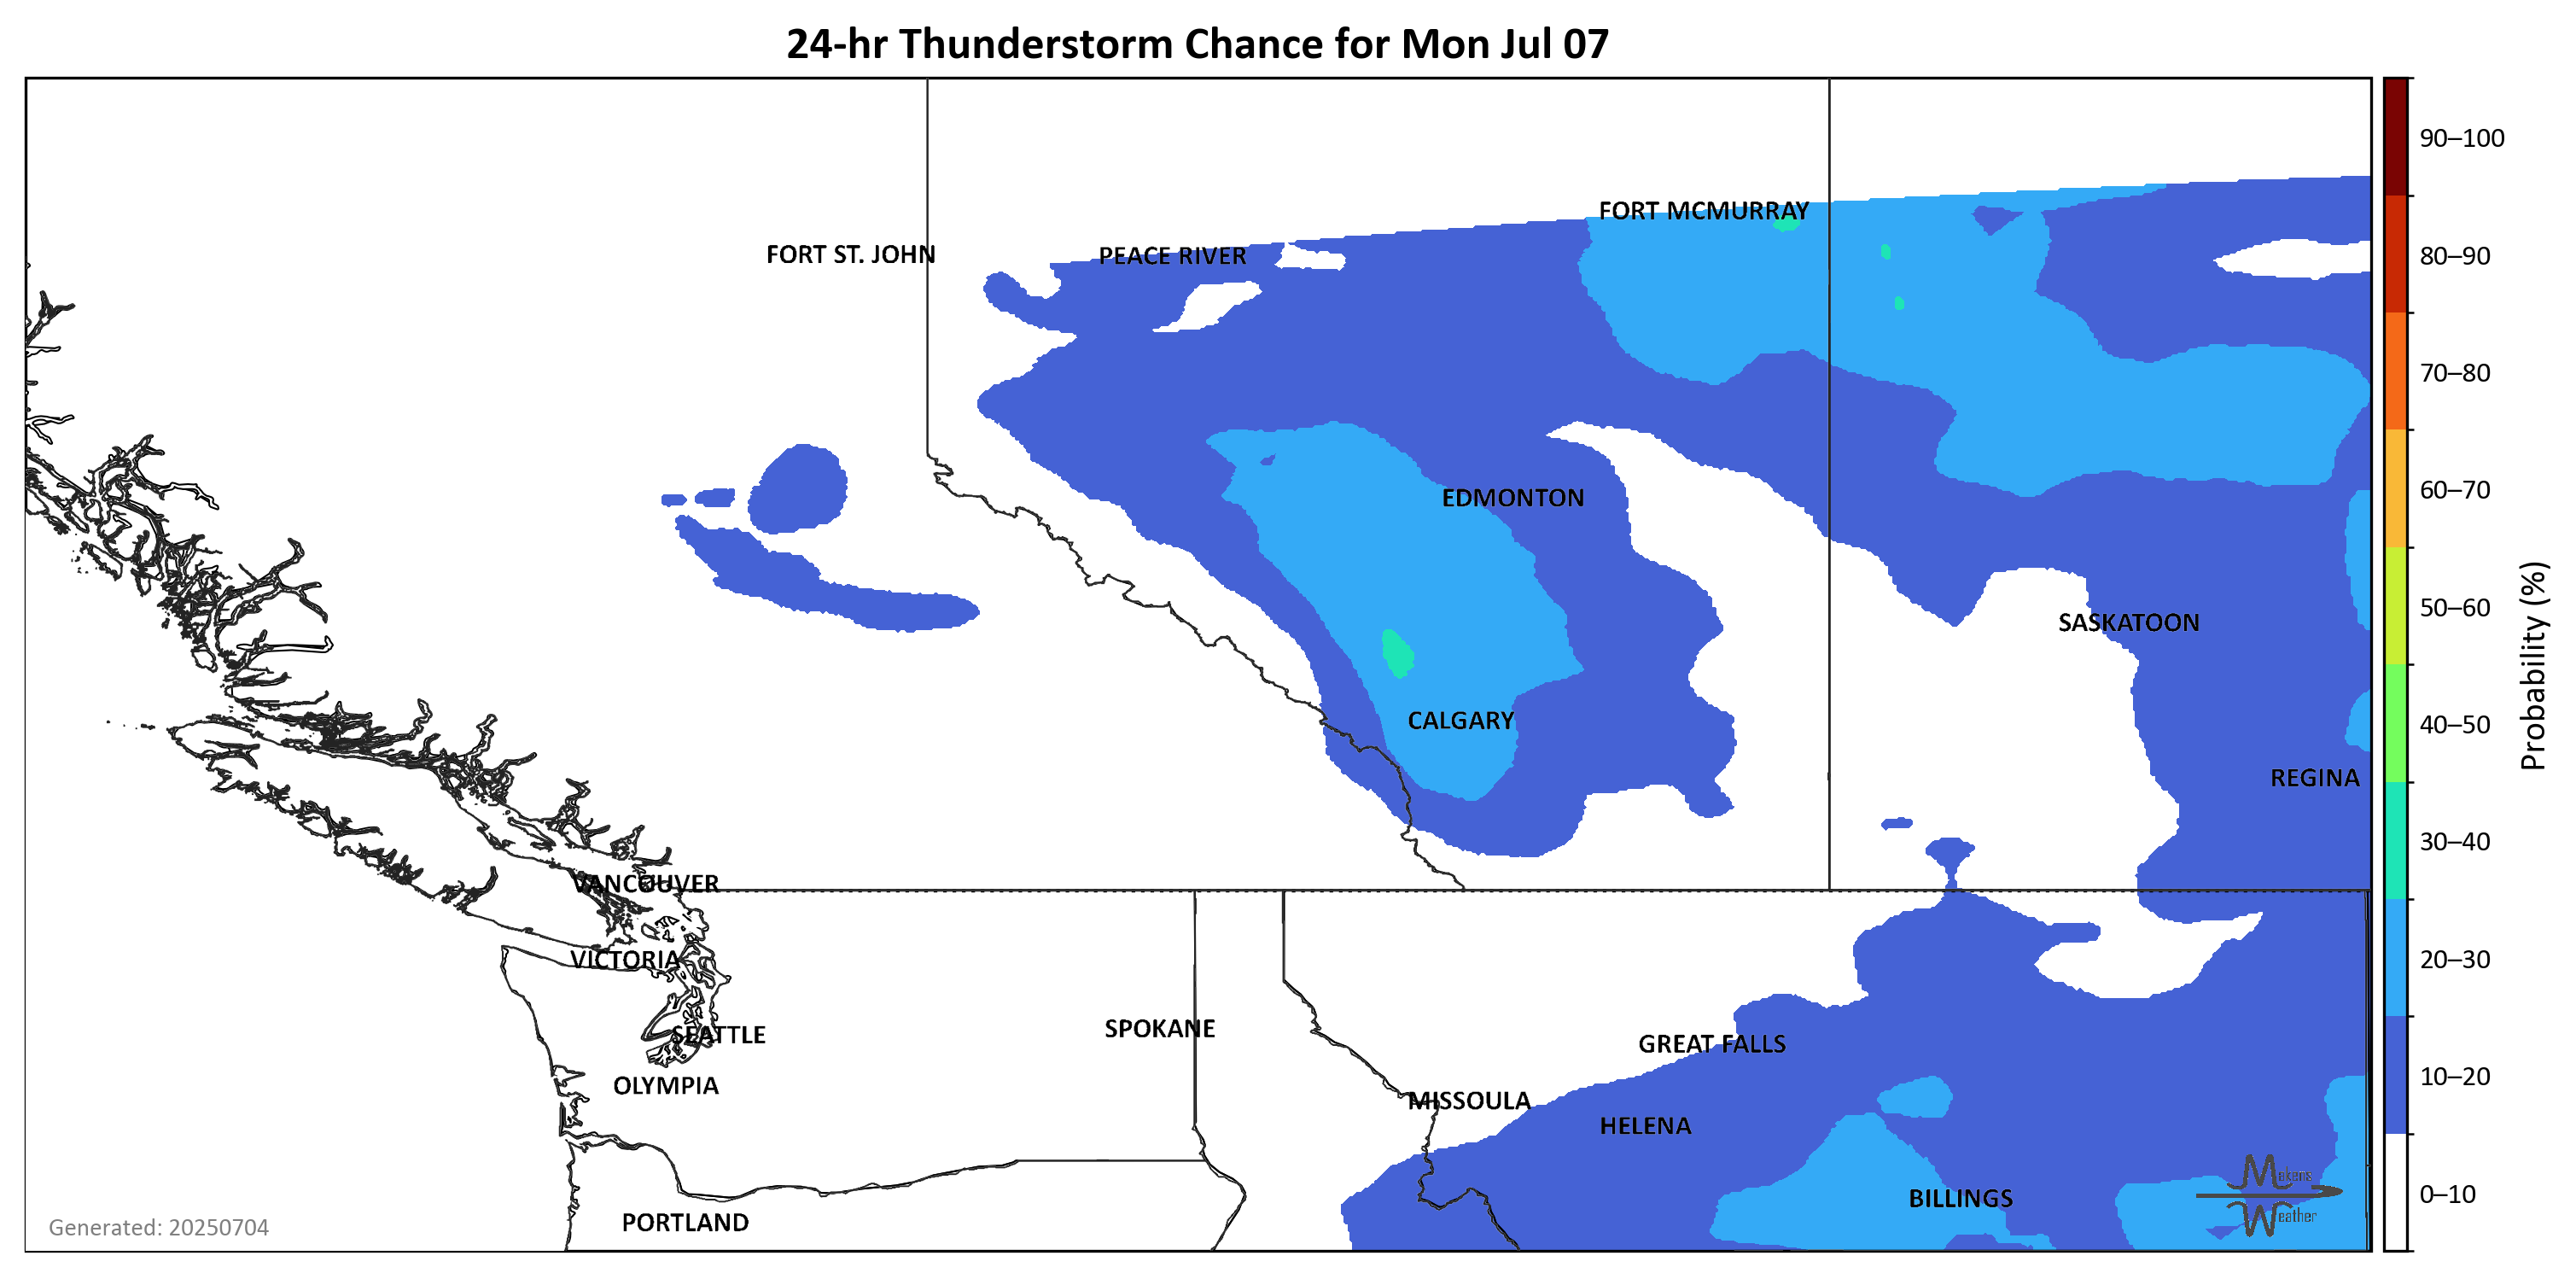 24-hr Thunderstorm Chance for Mon Jul 07
90–100
FORT MCMURRAY
FORT ST. JOHN
PEACE RIVER
80–90
70–80
60–70
EDMONTON
50–60
SASKATOON
Probability (%)
40–50
CALGARY
REGINA
30–40
VANCOUVER
VICTORIA
20–30
SEATTLE
SPOKANE
GREAT FALLS
OLYMPIA
10–20
MISSOULA
HELENA
Mekens
Weather
0–10
BILLINGS
PORTLAND
Generated: 20250704